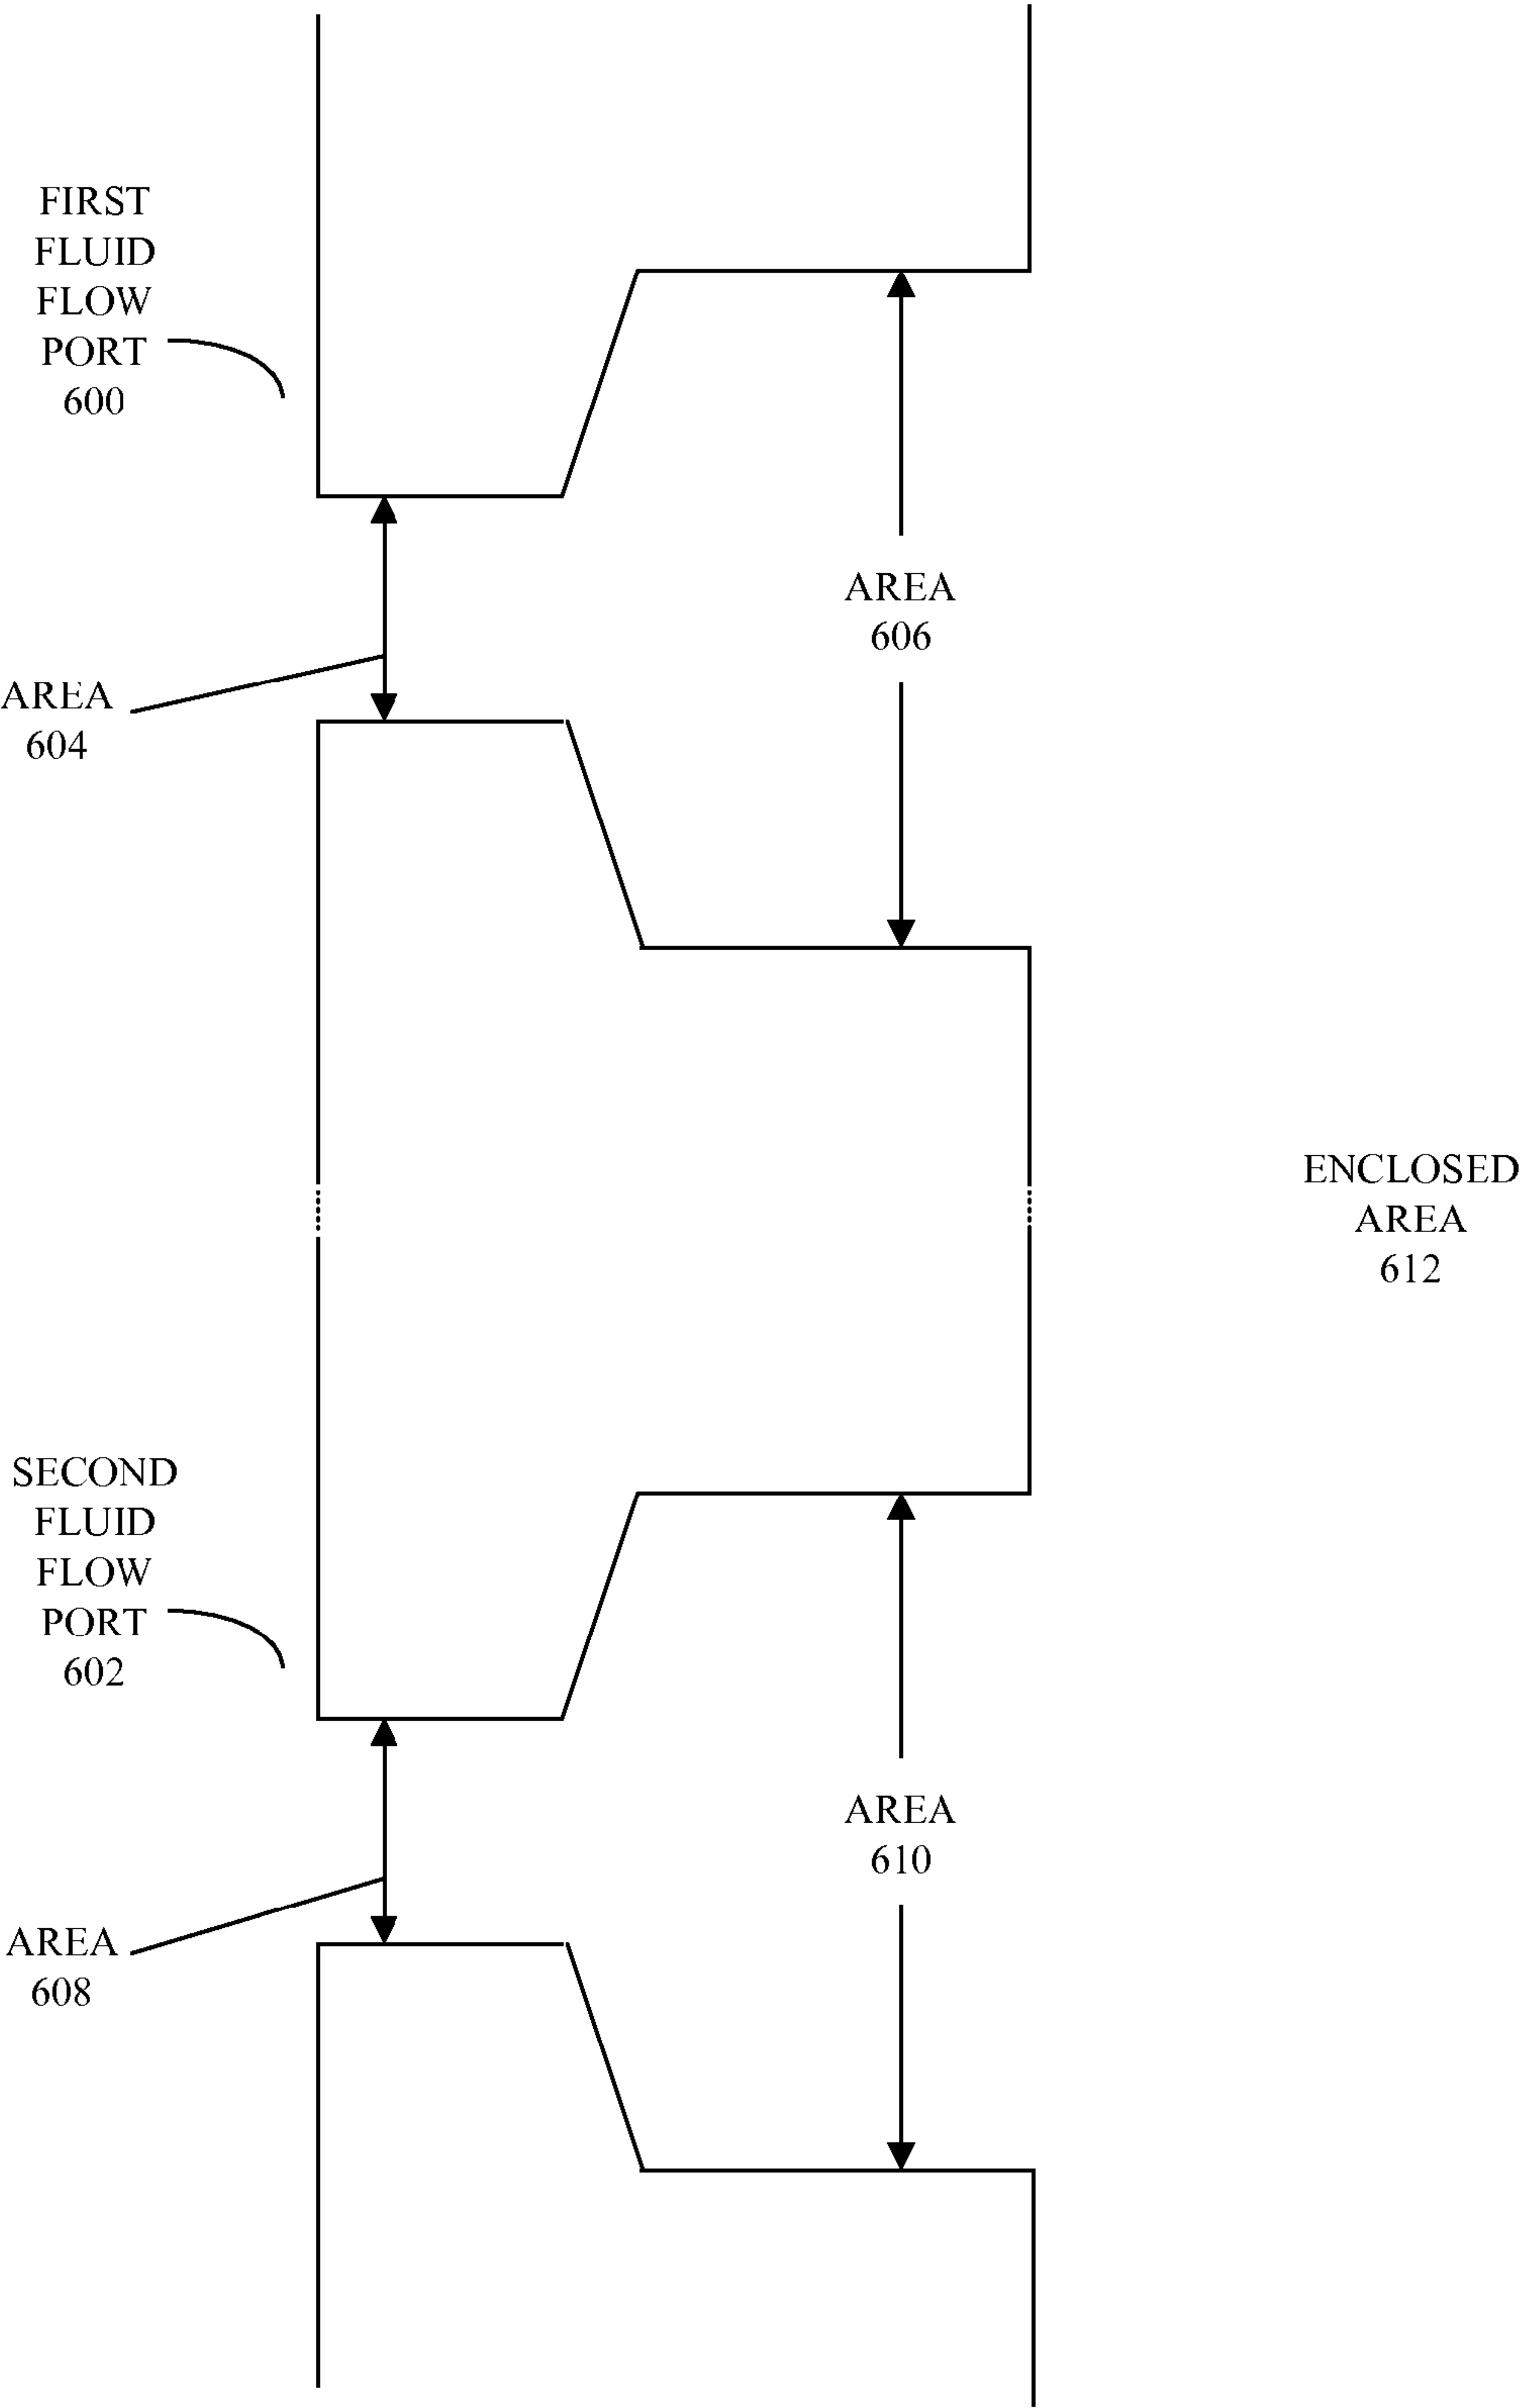 FIRST
FLUID
FLOW
PORT
600
AREA
606
AREA
604
ENCLOSED
AREA
612
SECOND
FLUID
FLOW
PORT
602
AREA
610
AREA
608